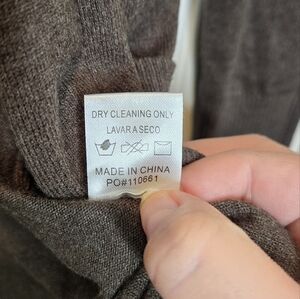 DRY CLEANING ONLY
LAVAR A SECO
MADE IN CHINA
PO#110661